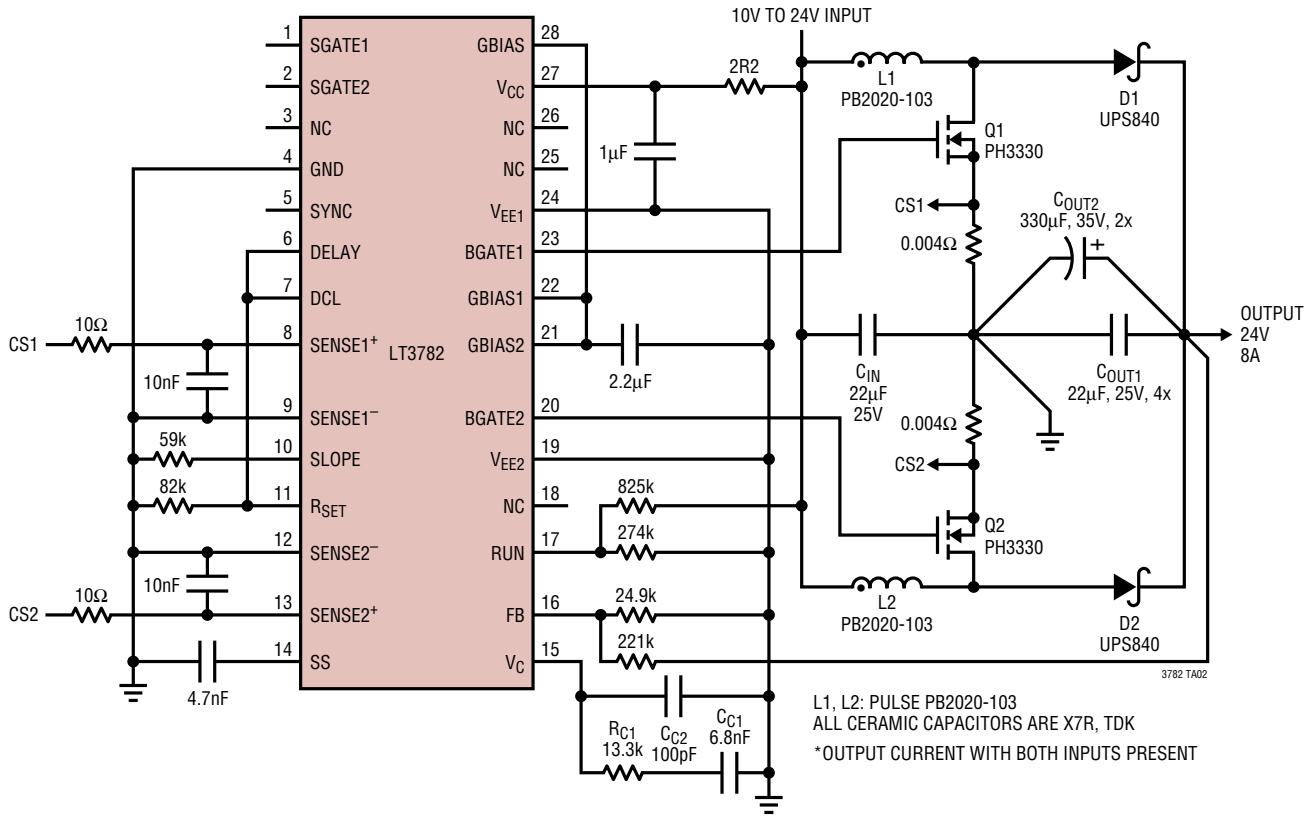 10V TO 24V INPUT
1 SGATE1
2 SGATE2
3 NC
4 GND
5 SYNC
6 DELAY
7 DCL
8 SENSE1+
9 SENSE1–
10 SLOPE
11 RSET
12 SENSE2–
13 SENSE2+
14 SS
LT3782
GBIAS 28
VCC 27
NC 26
NC 25
VEE1 24
BGATE1 23
GBIAS1 22
GBIAS2 21
BGATE2 20
VEE2 19
NC 18
RUN 17
FB 16
VC 15
CS1
10Ω
10nF
59k
82k
10nF
CS2
10Ω
4.7nF
2R2
1µF
2.2µF
825k
274k
24.9k
221k
RC1
13.3k
CC2
100pF
CC1
6.8nF
L1
PB2020-103
D1
UPS840
Q1
PH3330
CS1
0.004Ω
COUT2
330µF, 35V, 2x
+
CIN
22µF
25V
COUT1
22µF, 25V, 4x
OUTPUT
24V
8A
0.004Ω
CS2
Q2
PH3330
L2
PB2020-103
D2
UPS840
3782 TA02
L1, L2: PULSE PB2020-103
ALL CERAMIC CAPACITORS ARE X7R, TDK
*OUTPUT CURRENT WITH BOTH INPUTS PRESENT